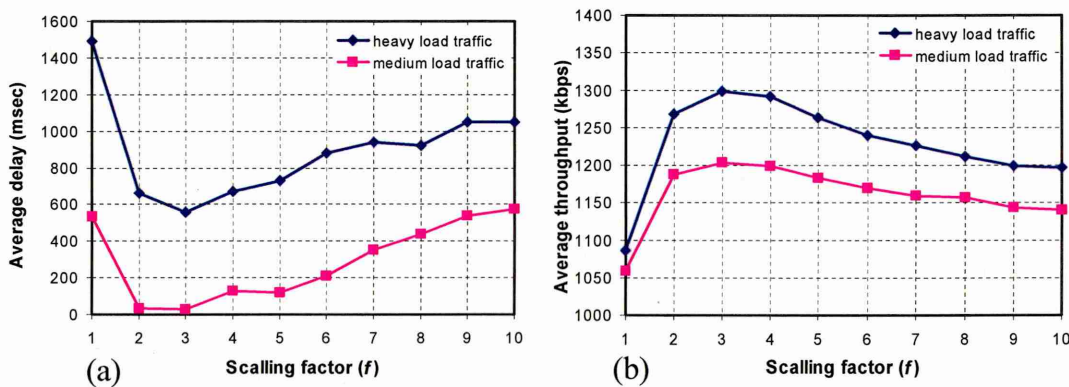 1600
1400
1200
1000
800
600
400
200
0
Average delay (msec)
heavy load traffic
medium load traffic
1 2 3 4 5 6 7 8 9 10
Scalling factor (f)
(a)
1400
1350
1300
1250
1200
1150
1100
1050
1000
Average throughput (kbps)
heavy load traffic
medium load traffic
1 2 3 4 5 6 7 8 9 10
Scalling factor (f)
(b)